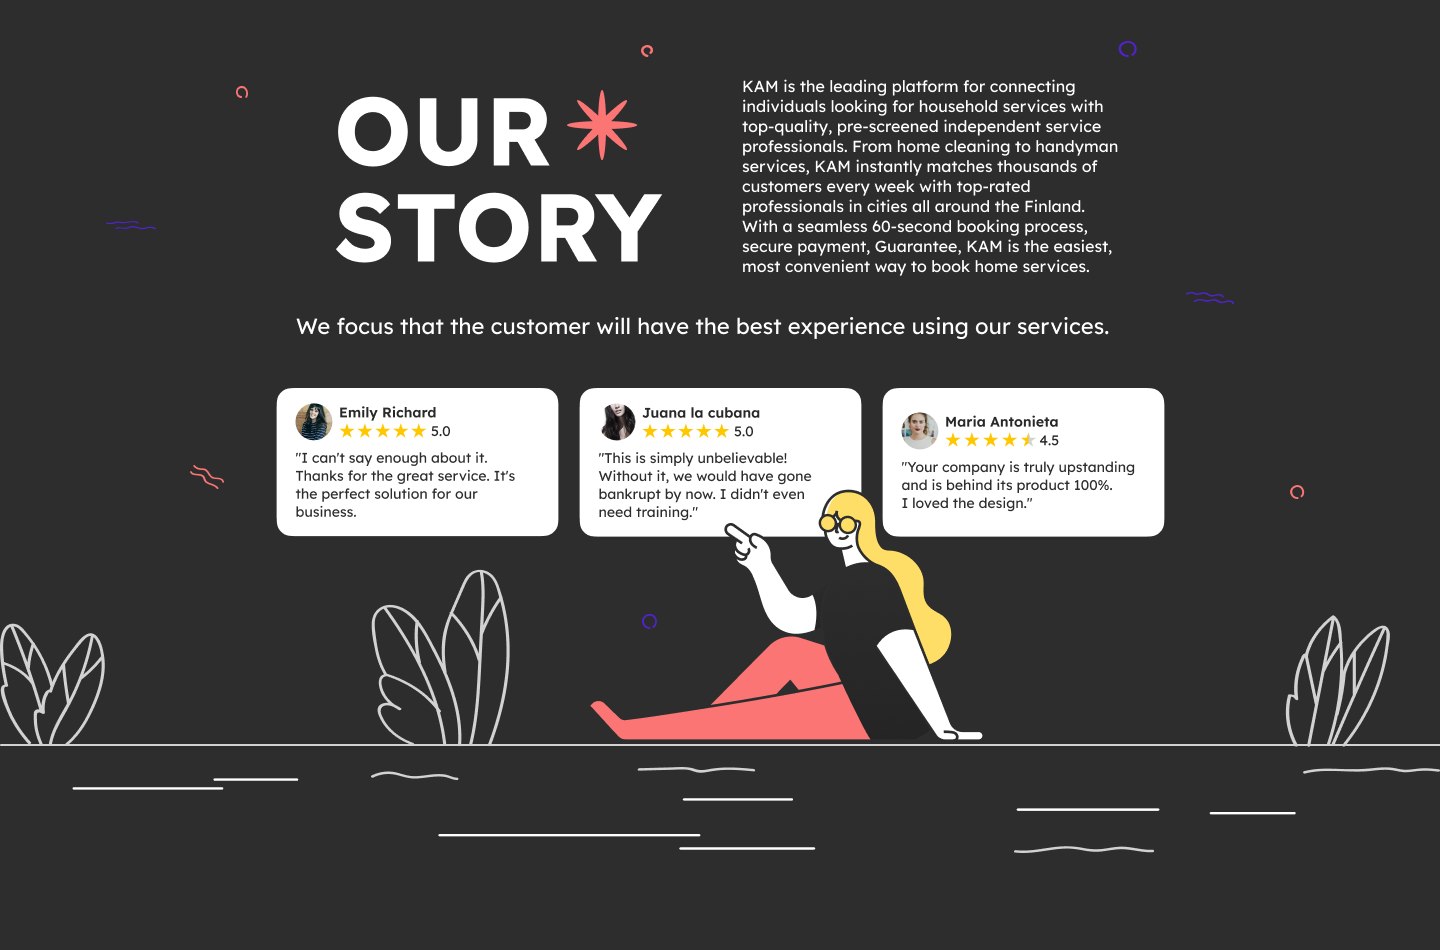 OUR
STORY
KAM is the leading platform for connecting
individuals looking for household services with
top-quality, pre-screened independent service
professionals. From home cleaning to handyman
services, KAM instantly matches thousands of
customers every week with top-rated
professionals in cities all around the Finland.
With a seamless 60-second booking process,
secure payment, Guarantee, KAM is the easiest,
most convenient way to book home services.
We focus that the customer will have the best experience using our services.
Emily Richard
5.0
"I can't say enough about it.
Thanks for the great service. It's
the perfect solution for our
business.
Juana la cubana
5.0
"This is simply unbelievable!
Without it, we would have gone
bankrupt by now. I didn't even
need training."
Maria Antonieta
4.5
"Your company is truly upstanding
and is behind its product 100%.
I loved the design."